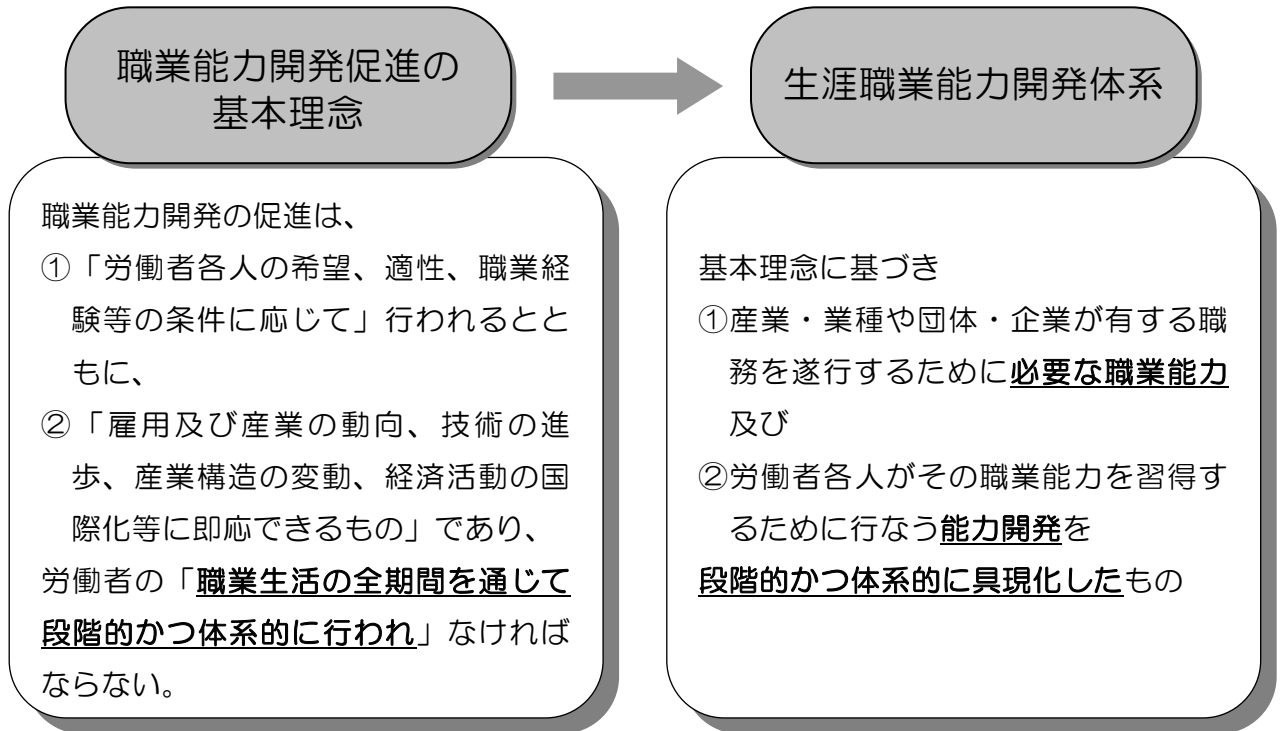 職業能力開発促進の
基本理念
職業能力開発の促進は、
①「労働者各人の希望、適性、職業経
験等の条件に応じて」行われるとと
もに、
②「雇用及び産業の動向、技術の進
歩、産業構造の変動、経済活動の国
際化等に即応できるもの」であり、
労働者の「職業生活の全期間を通じて
段階的かつ体系的に行われ」なければ
ならない。
生涯職業能力開発体系
基本理念に基づき
①産業・業種や団体・企業が有する職
務を遂行するために必要な職業能力
及び
②労働者各人がその職業能力を習得す
るために行なう能力開発を
段階的かつ体系的に具現化したもの